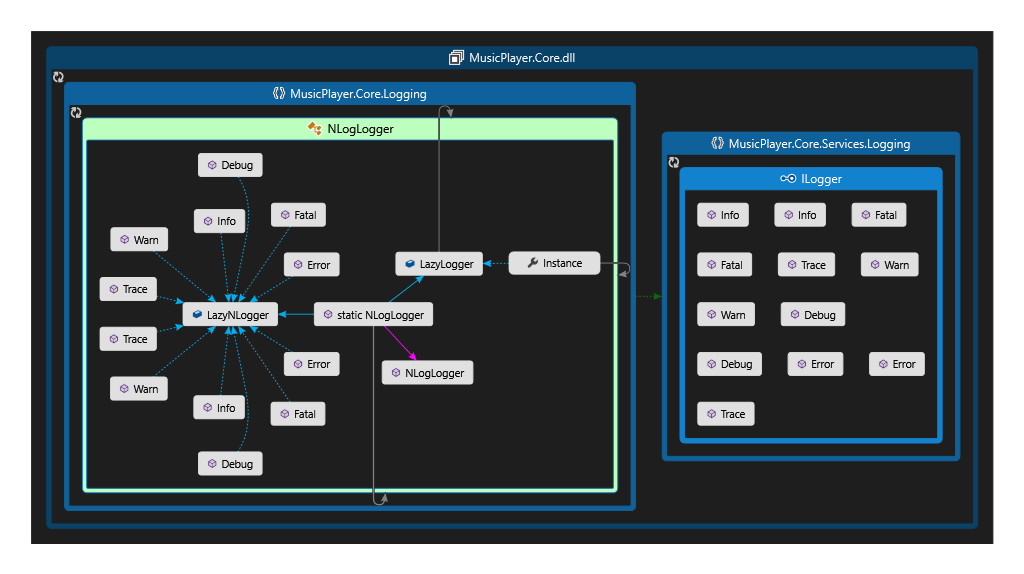 MusicPlayer.Core.dll
MusicPlayer.Core.Logging
NLogLogger
Debug
Info
Fatal
Warn
Error
Trace
LazyLogger
Instance
LazyNLogger
static NLogLogger
Trace
Error
NLogLogger
Warn
Info
Fatal
Debug
MusicPlayer.Core.Services.Logging
ILogger
Info Info Fatal
Fatal Trace Warn
Warn Debug
Debug Error Error
Trace